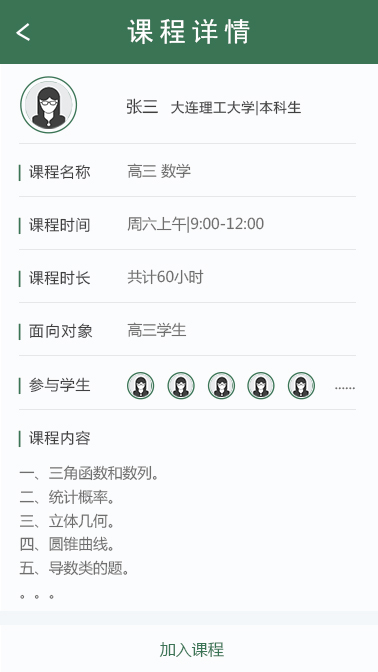 课程详情
张三 大连理工大学|本科生
课程名称 高三 数学
课程时间 周六上午|9:00-12:00
课程时长 共计60小时
面向对象 高三学生
参与学生 ......
课程内容
一、三角函数和数列。
二、统计概率。
三、立体几何。
四、圆锥曲线。
五、导数类的题。
。。。
加入课程